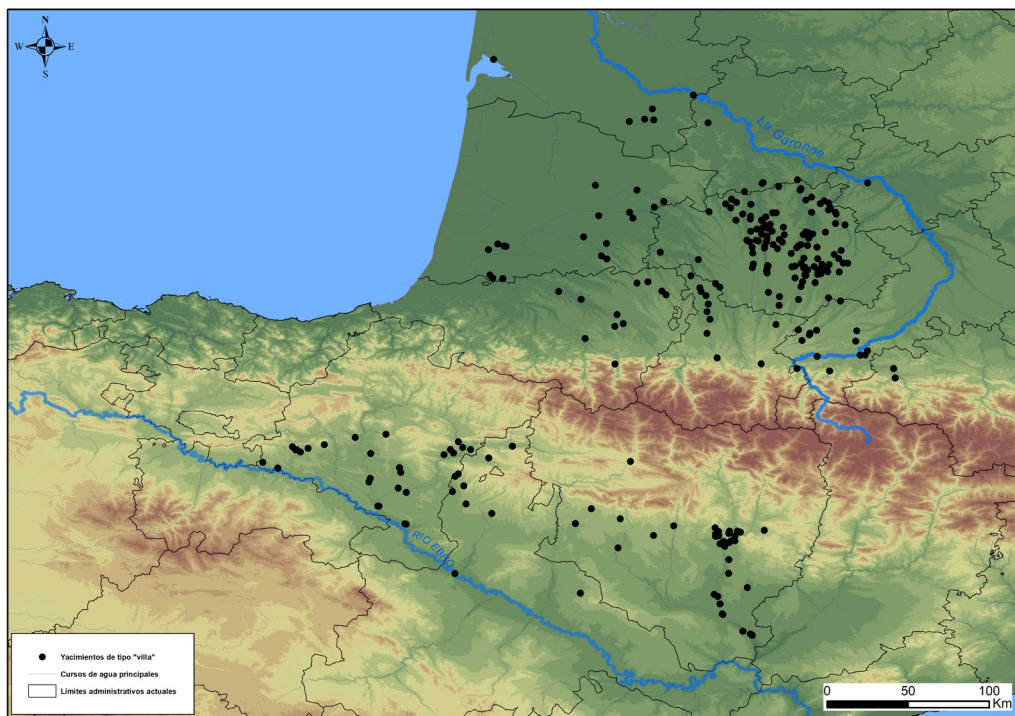 N
W E
S
La Garonne
RIO EBRO
Yacimientos de tipo "villa"
Cursos de agua principales
Límites administrativos actuales
0 50 100
Km